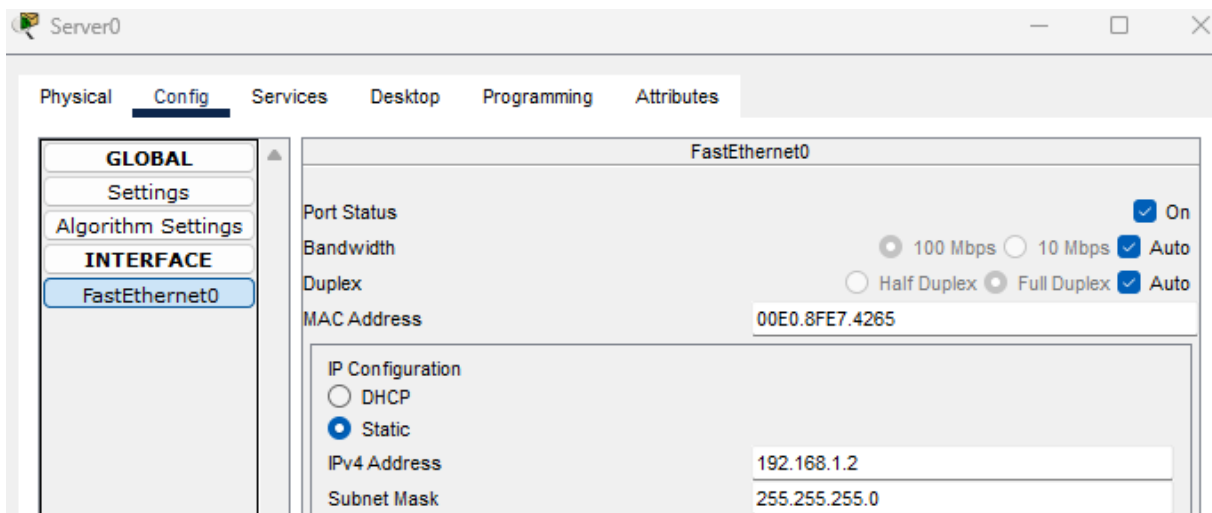 Server0
Physical Config Services Desktop Programming Attributes
GLOBAL
Settings
Algorithm Settings
INTERFACE
FastEthernet0
FastEthernet0
Port Status On
Bandwidth 100 Mbps 10 Mbps Auto
Duplex Half Duplex Full Duplex Auto
MAC Address 00E0.8FE7.4265
IP Configuration
DHCP
Static
IPv4 Address 192.168.1.2
Subnet Mask 255.255.255.0